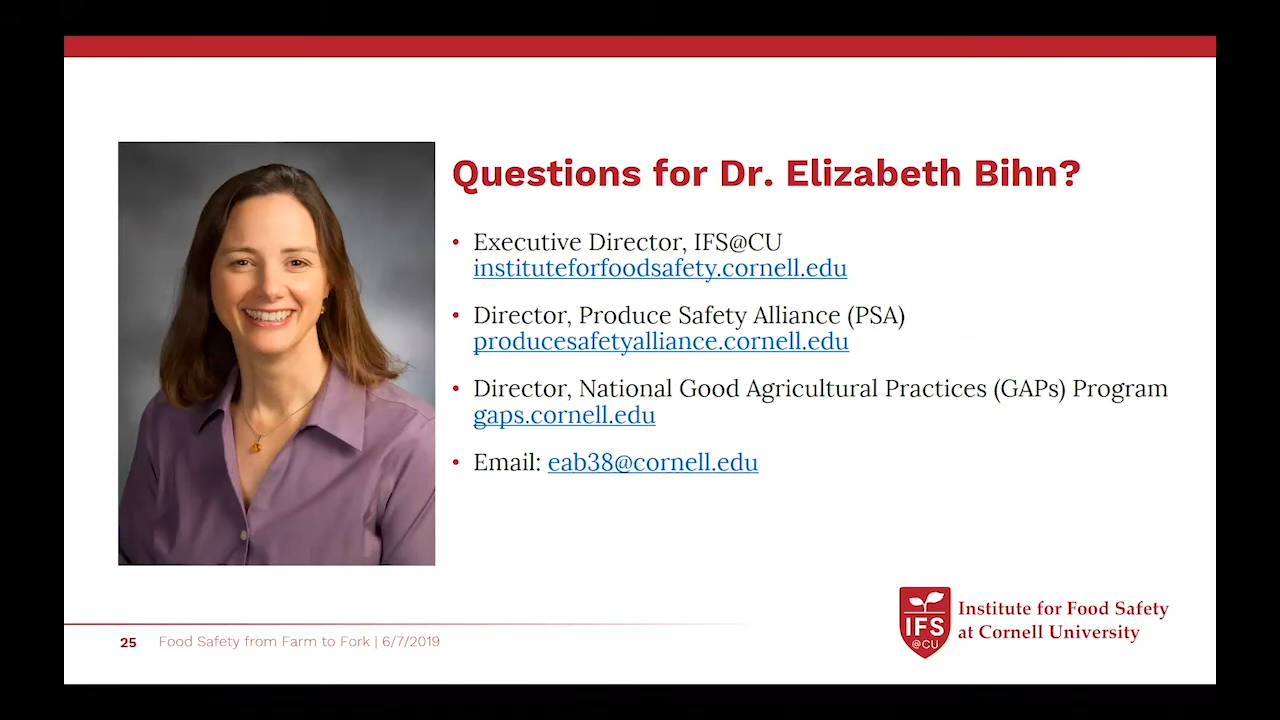 Questions for Dr. Elizabeth Bihn?
• Executive Director, IFS@CU
instituteforfoodsafety.cornell.edu
• Director, Produce Safety Alliance (PSA)
producesafetyalliance.cornell.edu
• Director, National Good Agricultural Practices (GAPs) Program
gaps.cornell.edu
• Email: eab38@cornell.edu
25 Food Safety from Farm to Fork | 6/7/2019
IFS
@CU
Institute for Food Safety
at Cornell University